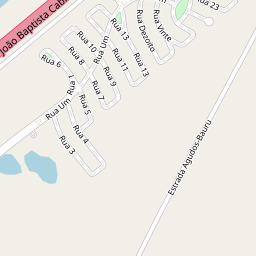 João Baptista Cab
Rua 6
Rua 8
Rua 10
Rua Um
Rua 13
Rua Dezoito
Rua Vinte
Rua 23
Rua 11
Rua 13
Rua 9
Rua 7
Rua 5
Rua Um
Rua 4
Rua 3
Estrada Agudos-Bauru